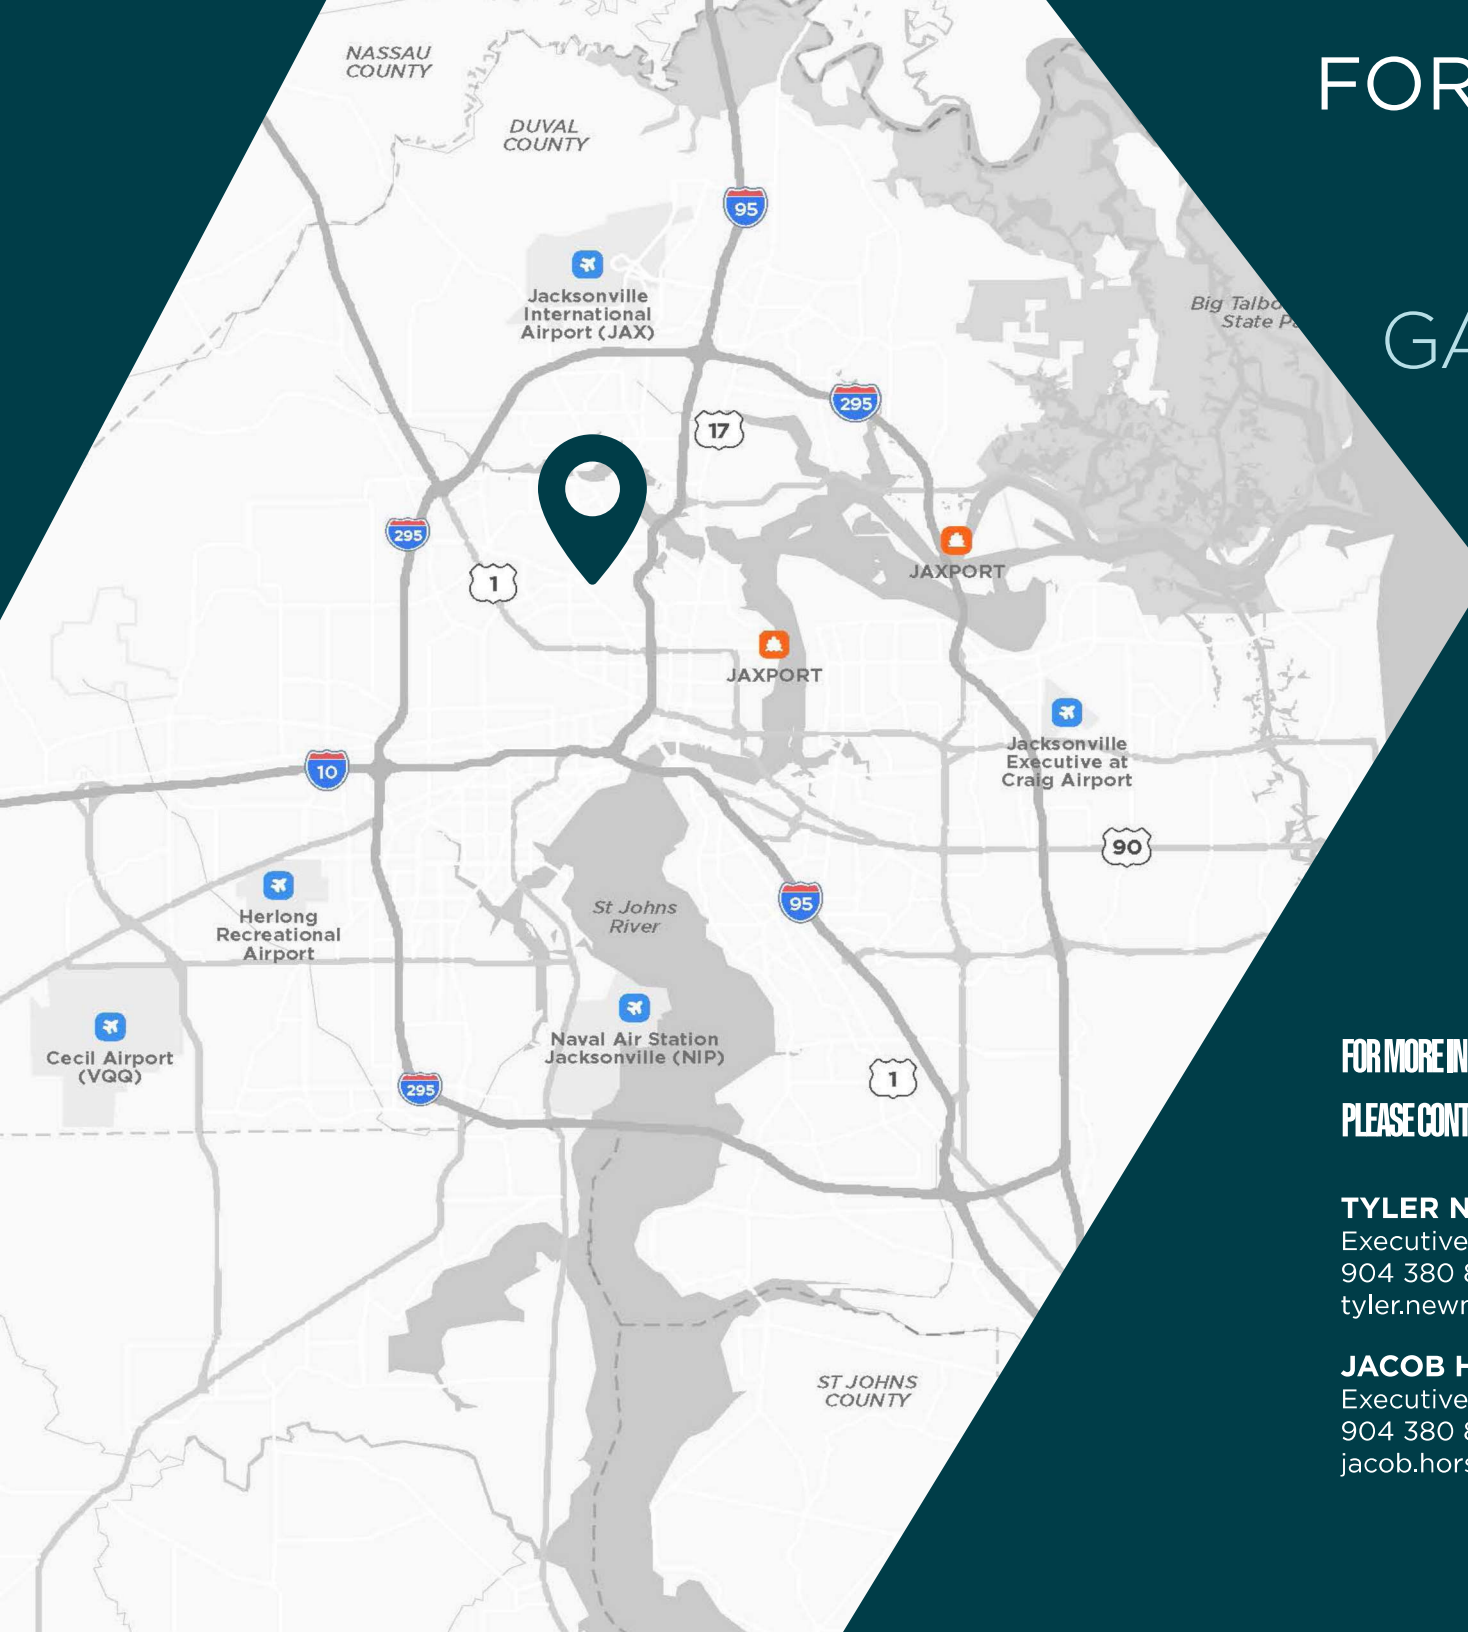 NASSAU
COUNTY
DUVAL
COUNTY
95
Jacksonville
International
Airport (JAX)
295
17
295
1
JAXPORT
JAXPORT
Jacksonville
Executive at
Craig Airport
10
90
Herlong
Recreational
Airport
St Johns
River
95
Cecil Airport
(VQQ)
Naval Air Station
Jacksonville (NIP)
295
1
ST JOHNS
COUNTY
Big Talbo
State P
FOR
GA
FOR MORE IN
PLEASE CONT
TYLER N
Executive
904 380 8
tyler.newm
JACOB H
Executive
904 380 8
jacob.hors